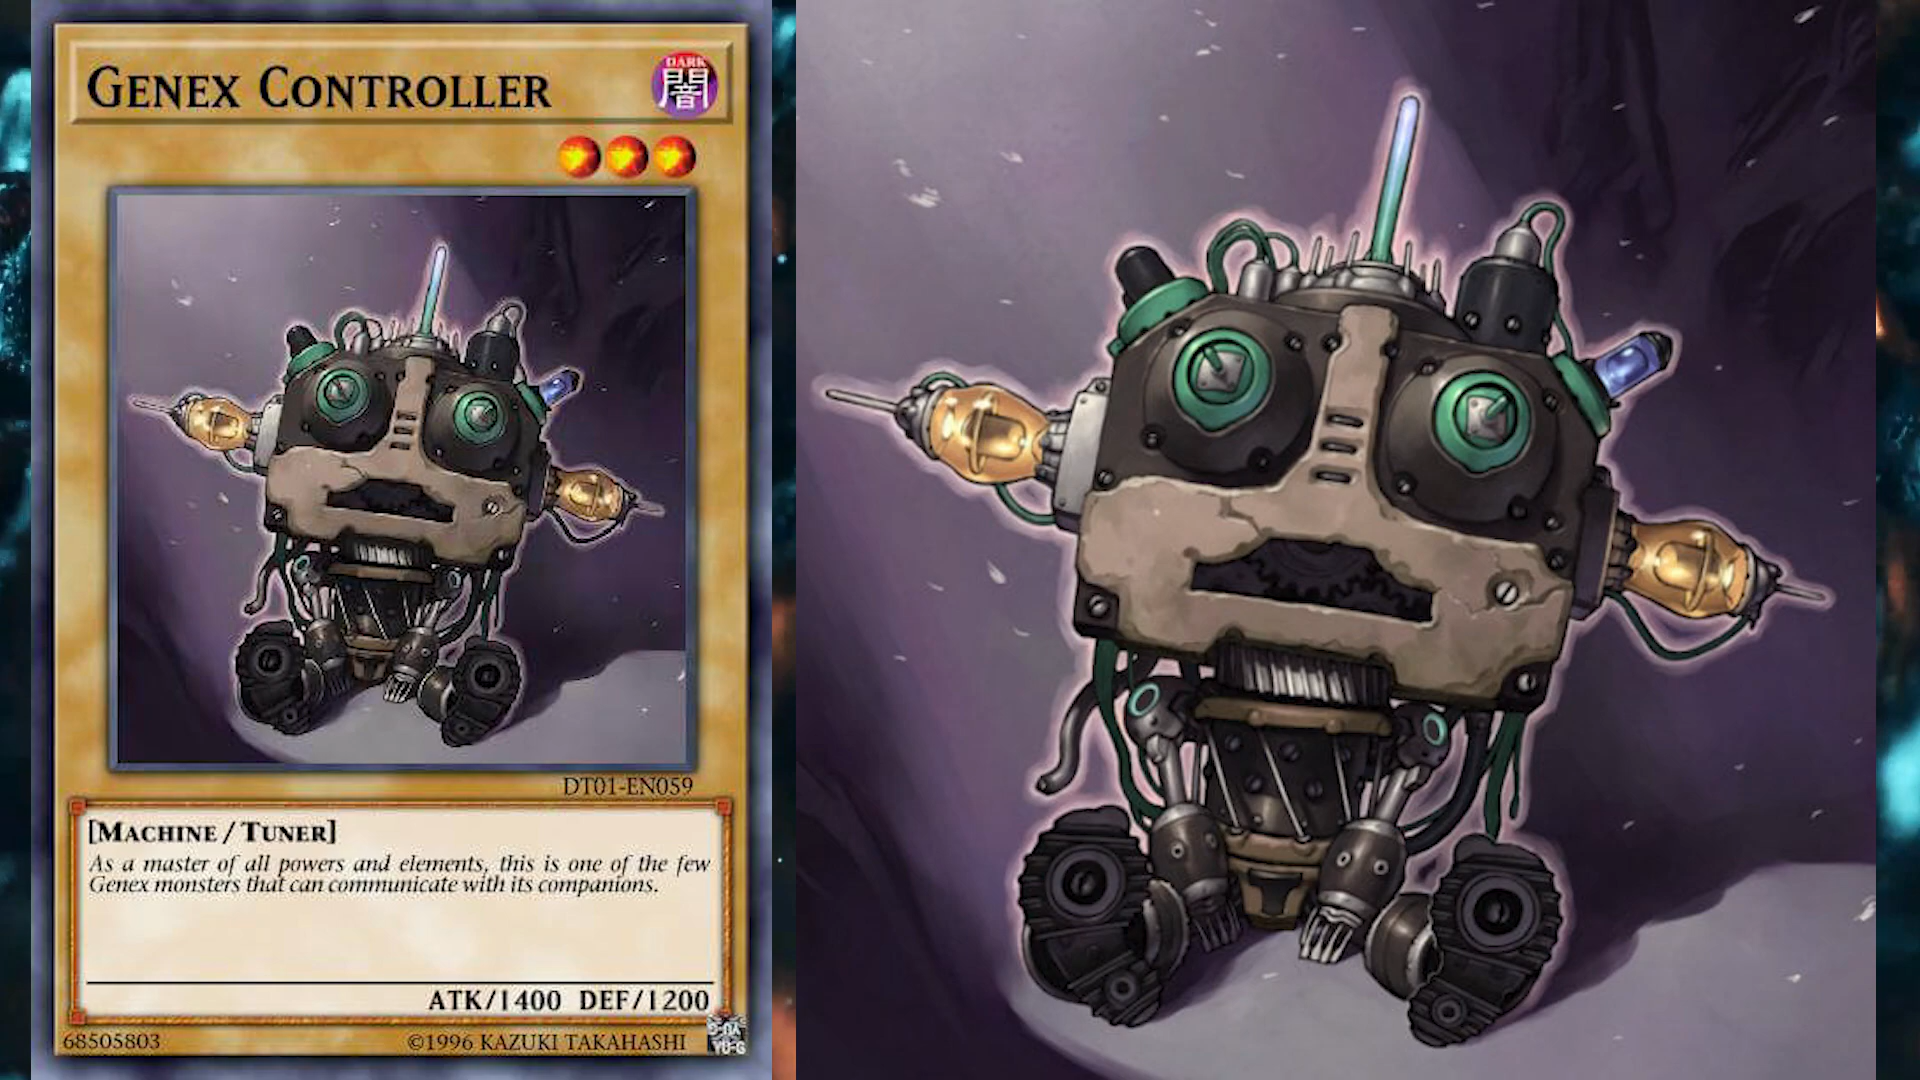 GENEX CONTROLLER
DARK
闇
DT01-EN059
[MACHINE / TUNER]
As a master of all powers and elements, this is one of the few
Genex monsters that can communicate with its companions.
ATK/1400 DEF/1200
68505803
©1996 KAZUKI TAKAHASHI